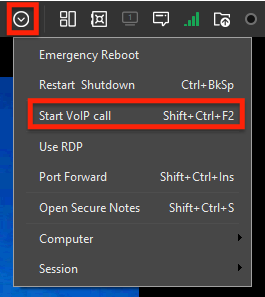 Emergency Reboot
Restart Shutdown Ctrl+BkSp
Start VoIP call Shift+Ctrl+F2
Use RDP
Port Forward Shift+Ctrl+Ins
Open Secure Notes Shift+Ctrl+S
Computer
Session